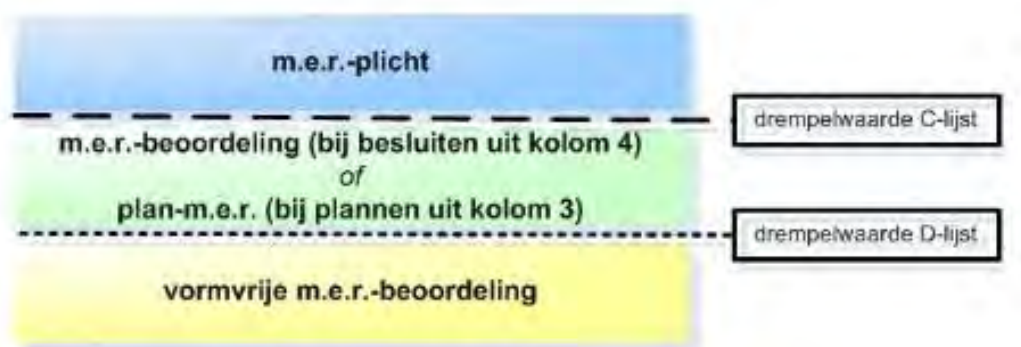 m.e.r.-plicht
drempelwaarde C-lijst
m.e.r.-beoordeling (bij besluiten uit kolom 4)
of
plan-m.e.r. (bij plannen uit kolom 3)
drempelwaarde D-lijst
vormvrije m.e.r.-beoordeling